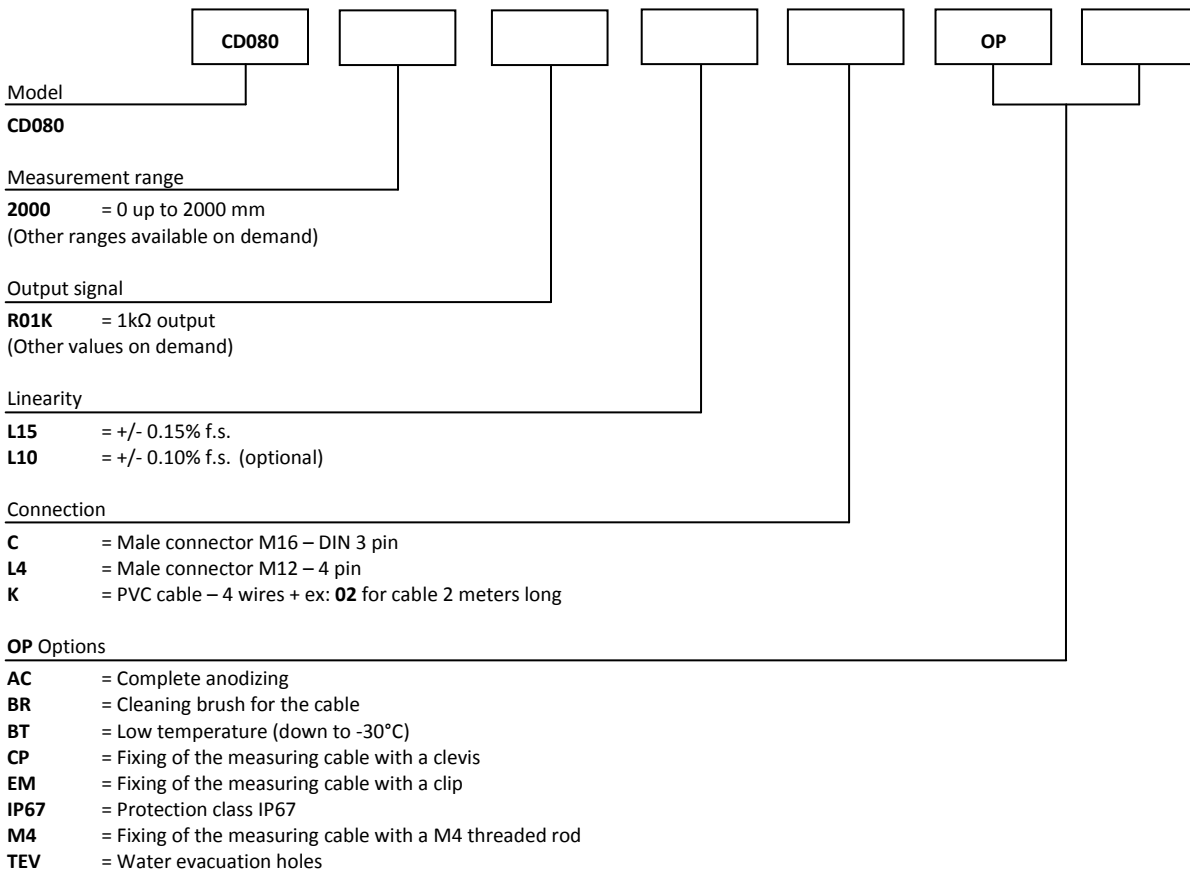 CD080 OP
Model
CD080
Measurement range
2000 = 0 up to 2000 mm
(Other ranges available on demand)
Output signal
R01K = 1kΩ output
(Other values on demand)
Linearity
L15 = +/- 0.15% f.s.
L10 = +/- 0.10% f.s. (optional)
Connection
C = Male connector M16 – DIN 3 pin
L4 = Male connector M12 – 4 pin
K = PVC cable – 4 wires + ex: 02 for cable 2 meters long
OP Options
AC = Complete anodizing
BR = Cleaning brush for the cable
BT = Low temperature (down to -30°C)
CP = Fixing of the measuring cable with a clevis
EM = Fixing of the measuring cable with a clip
IP67 = Protection class IP67
M4 = Fixing of the measuring cable with a M4 threaded rod
TEV = Water evacuation holes